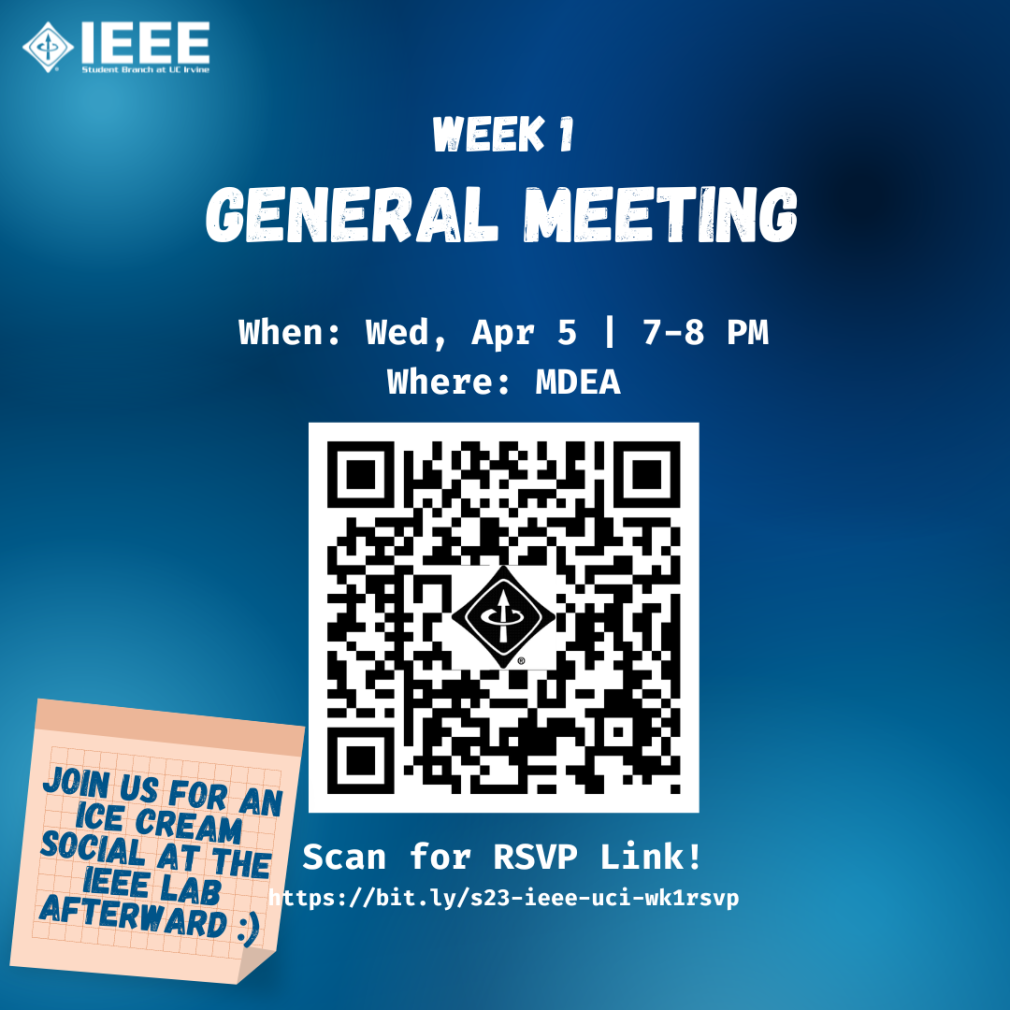 IEEE
Student Branch at UC Irvine
WEEK 1
GENERAL MEETING
When: Wed, Apr 5 | 7-8 PM
Where: MDEA
®
JOIN US FOR AN
ICE CREAM
SOCIAL AT THE
IEEE LAB
AFTERWARD :)
Scan for RSVP Link!
https://bit.ly/s23-ieee-uci-wk1rsvp